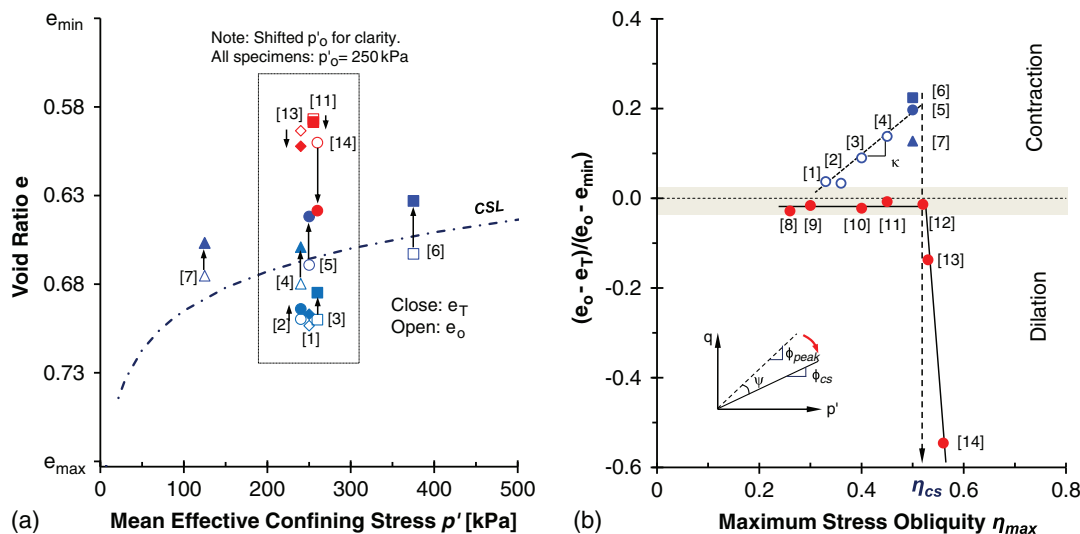 e_min
0.58
0.63
0.68
0.73
e_max
Void Ratio e
Note: Shifted p'_o for clarity.
All specimens: p'_o = 250 kPa
[13]
[11]
[14]
CSL
[7]
[5]
[6]
[4]
[2]
[1]
[3]
Close: e_T
Open: e_o
0
100
200
300
400
500
(a)
Mean Effective Confining Stress p' [kPa]
0.4
0.2
0.0
-0.2
-0.4
-0.6
(e_o - e_T)/(e_o - e_min)
Contraction
Dilation
[6]
[5]
[4]
[7]
[3]
[2]
[1]
κ
[8]
[9]
[10]
[11]
[12]
[13]
[14]
q
ϕ_peak
ψ
ϕ_cs
p'
η_cs
0
0.2
0.4
0.6
0.8
(b)
Maximum Stress Obliquity η_max